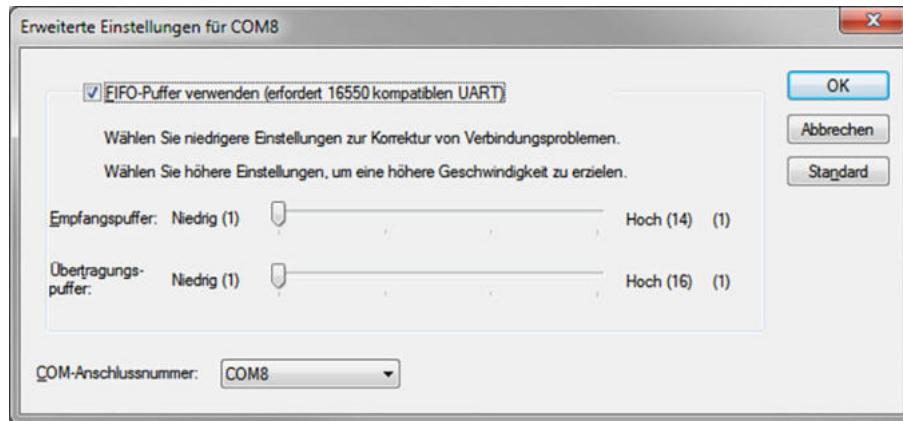 Erweiterte Einstellungen für COM8
FIFO-Puffer verwenden (erfordert 16550 kompatiblen UART)
OK
Wählen Sie niedrigere Einstellungen zur Korrektur von Verbindungsproblemen.
Abbrechen
Wählen Sie höhere Einstellungen, um eine höhere Geschwindigkeit zu erzielen.
Standard
Empfangspuffer: Niedrig (1) Hoch (14) (1)
Übertragungs-
puffer: Niedrig (1) Hoch (16) (1)
COM-Anschlussnummer: COM8